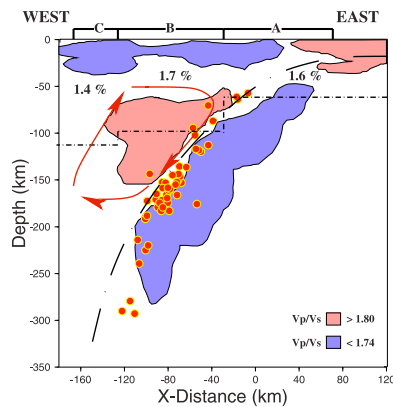 WEST EAST
C B A
0
1.7 % 1.6 %
1.4 %
-50
-100
-150
-200
-250
-300
-350
Depth (km)
Vp/Vs > 1.80
Vp/Vs < 1.74
-160 -120 -80 -40 0 40 80 120
X-Distance (km)